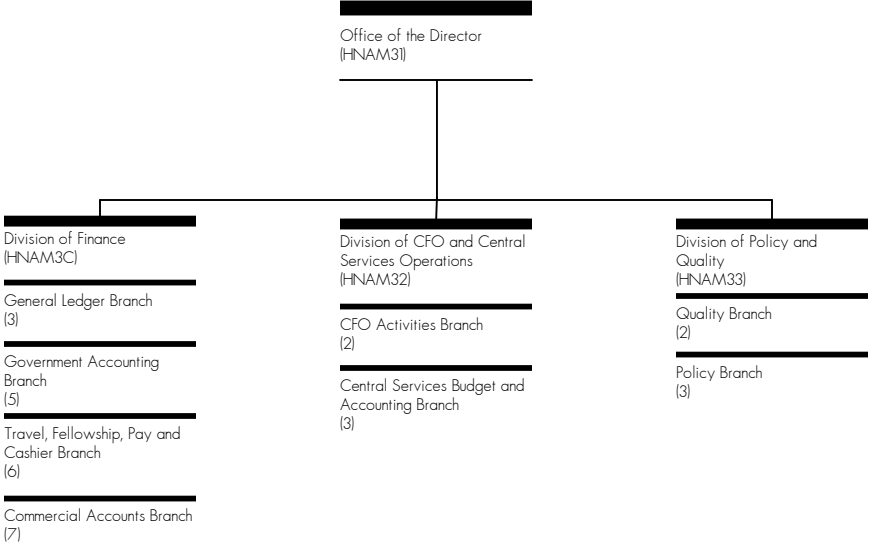 Office of the Director
(HNAM31)
Division of Finance
(HNAM3C)
General Ledger Branch
(3)
Government Accounting
Branch
(5)
Travel, Fellowship, Pay and
Cashier Branch
(6)
Commercial Accounts Branch
(7)
Division of CFO and Central
Services Operations
(HNAM32)
CFO Activities Branch
(2)
Central Services Budget and
Accounting Branch
(3)
Division of Policy and
Quality
(HNAM33)
Quality Branch
(2)
Policy Branch
(3)